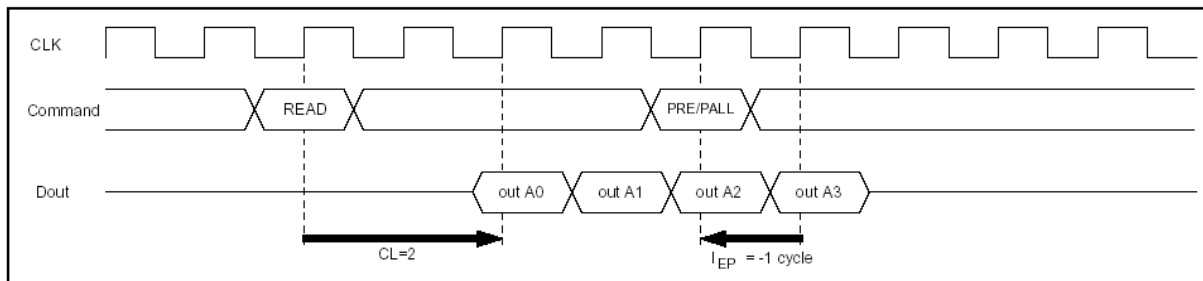 CLK
Command READ PRE/PALL
Dout out A0 out A1 out A2 out A3
CL=2 lEP = -1 cycle